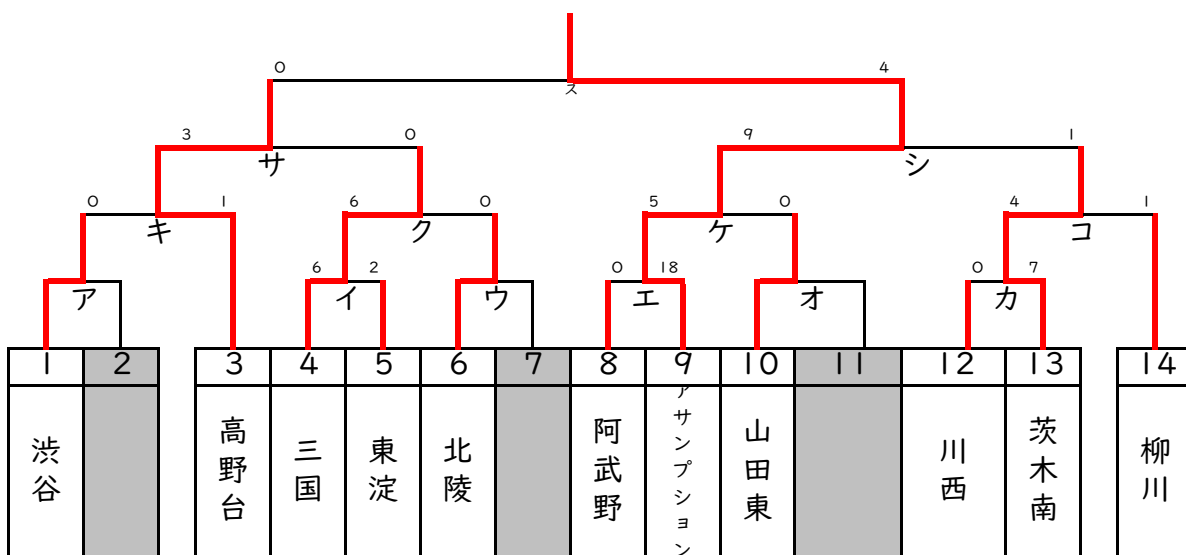 0 4
ス
3 0 9 1
サ シ
0 1 6 0 5 0 4 1
キ ク ケ コ
6 2 0 18 0 7
ア イ ウ エ オ カ
1 2 3 4 5 6 7 8 9 10 11 12 13 14
渋谷
高野台
三国
東淀
北陵
阿武野
アサンプション
山田東
川西
茨木南
柳川